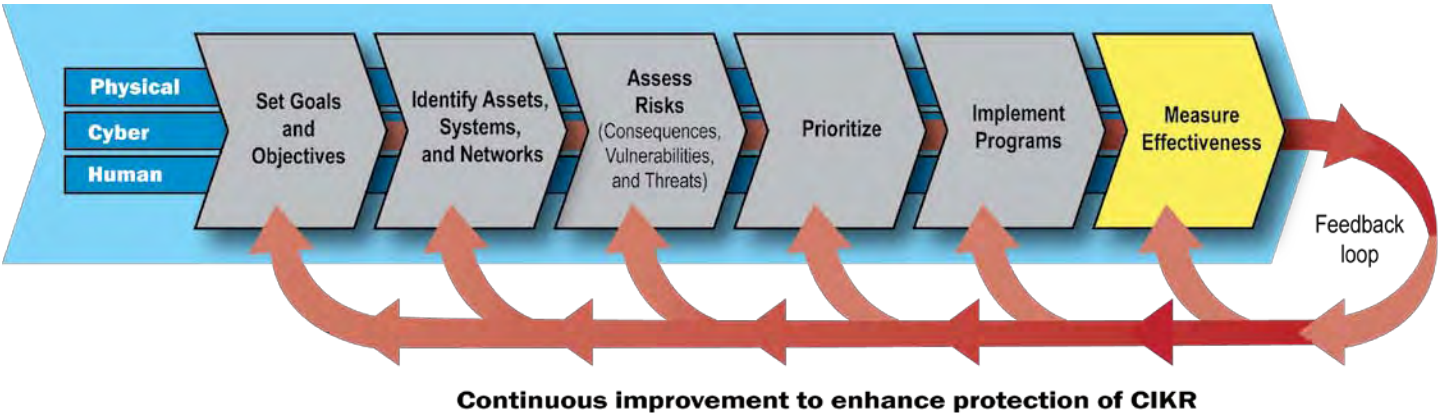 Physical
Cyber
Human
Set Goals
and
Objectives
Identify Assets,
Systems,
and Networks
Assess
Risks
(Consequences,
Vulnerabilities,
and Threats)
Prioritize
Implement
Programs
Measure
Effectiveness
Feedback
loop
Continuous improvement to enhance protection of CIKR